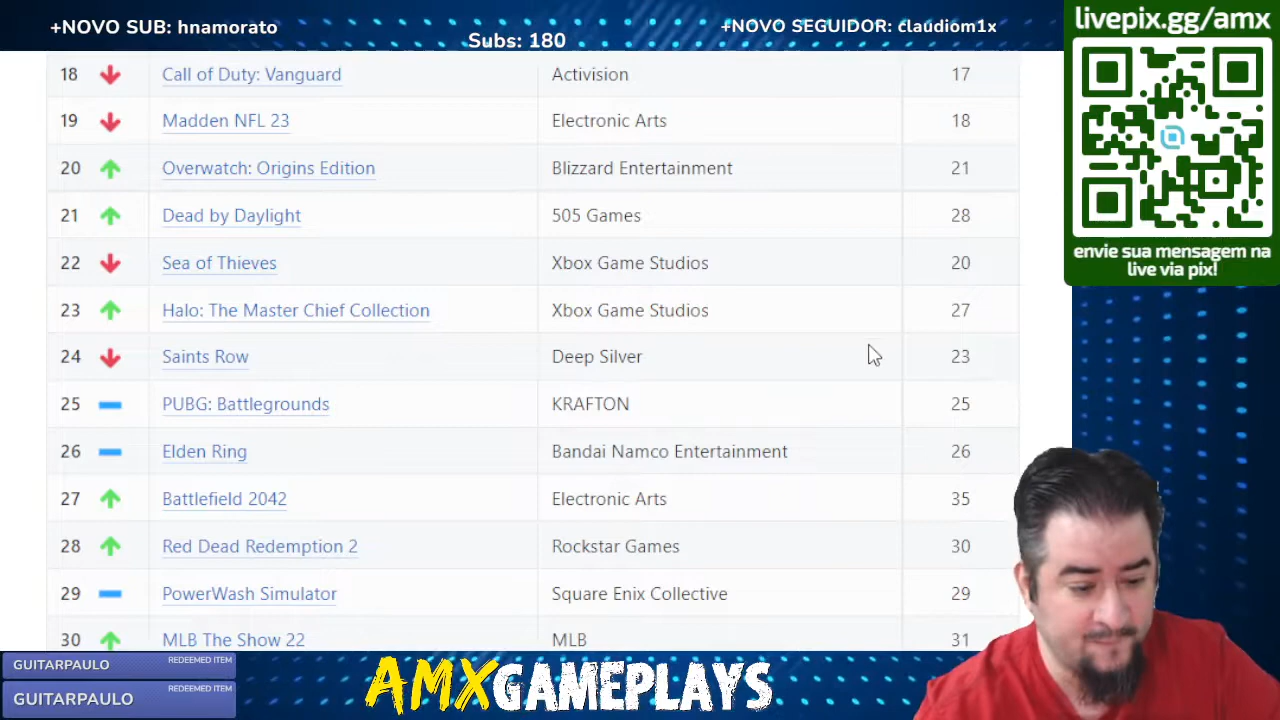 +NOVO SUB: hnamorato
Subs: 180
+NOVO SEGUIDOR: claudiom1x
livepix.gg/amx
envie sua mensagem na
live via pix!
18 Call of Duty: Vanguard Activision 17
19 Madden NFL 23 Electronic Arts 18
20 Overwatch: Origins Edition Blizzard Entertainment 21
21 Dead by Daylight 505 Games 28
22 Sea of Thieves Xbox Game Studios 20
23 Halo: The Master Chief Collection Xbox Game Studios 27
24 Saints Row Deep Silver 23
25 PUBG: Battlegrounds KRAFTON 25
26 Elden Ring Bandai Namco Entertainment 26
27 Battlefield 2042 Electronic Arts 35
28 Red Dead Redemption 2 Rockstar Games 30
29 PowerWash Simulator Square Enix Collective 29
30 MLB The Show 22 MLB 31
GUITARPAULO REDEEMED ITEM
GUITARPAULO REDEEMED ITEM
AMXGAMEPLAYS